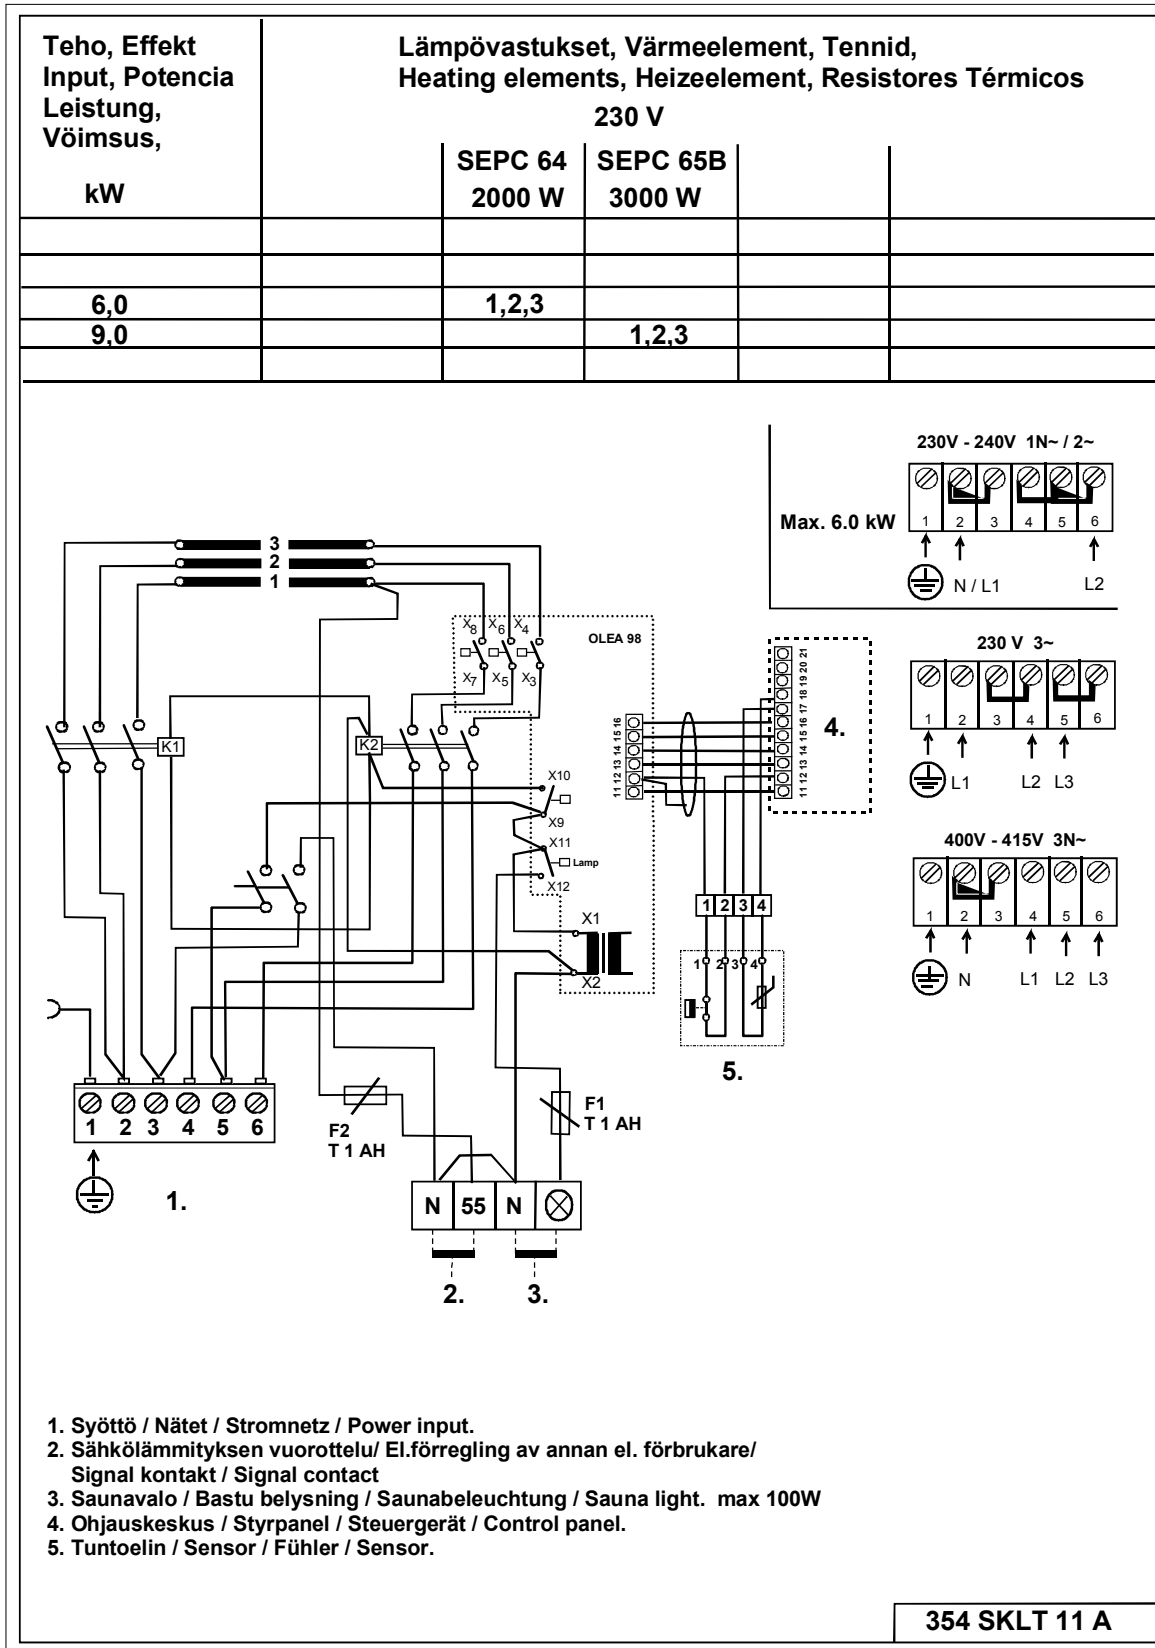 Teho, Effekt
Input, Potencia
Leistung,
Vöimsus,
kW
Lämpövastukset, Värmeelement, Tennid,
Heating elements, Heizeelement, Resistores Térmicos
230 V
SEPC 64
2000 W
SEPC 65B
3000 W
6,0 1,2,3
9,0 1,2,3
230V - 240V 1N~ / 2~
Max. 6.0 kW
1 2 3 4 5 6
N / L1 L2
230 V 3~
1 2 3 4 5 6
L1 L2 L3
400V - 415V 3N~
1 2 3 4 5 6
N L1 L2 L3
3
2
1
X8 X6 X4
OLEA 98
X7 X5 X3
K1
K2
16
15
14
13
12
11
21
20
19
18
17
16
15
14
13
12
11
4.
X10
X9
X11
Lamp
X12
X1
X2
1 2 3 4
1 2 3 4
5.
1 2 3 4 5 6
1.
F2
T 1 AH
F1
T 1 AH
N 55 N
2. 3.
1. Syöttö / Nätet / Stromnetz / Power input.
2. Sähkölämmityksen vuorottelu/ El.förregling av annan el. förbrukare/
Signal kontakt / Signal contact
3. Saunavalo / Bastu belysning / Saunabeleuchtung / Sauna light. max 100W
4. Ohjauskeskus / Styrpanel / Steuergerät / Control panel.
5. Tuntoelin / Sensor / Fühler / Sensor.
354 SKLT 11 A